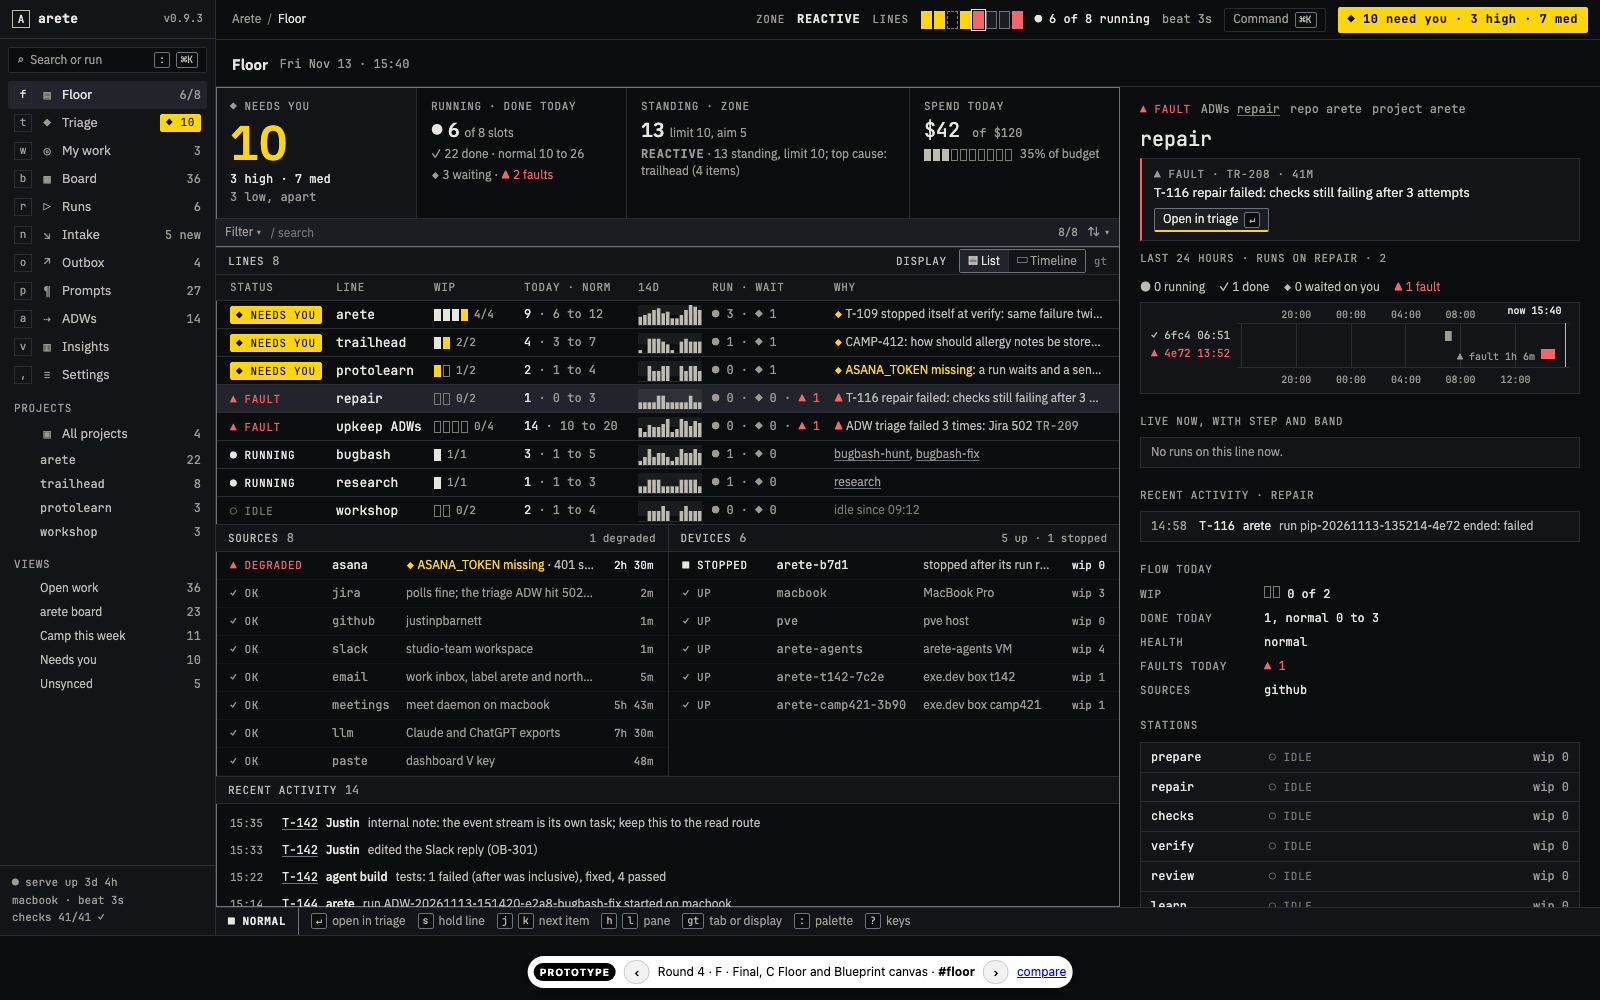 A arete v0.9.3
Arete / Floor
ZONE REACTIVE LINES 6 of 8 running beat 3s Command ⌘K ◆ 10 need you · 3 high · 7 med
Search or run : ⌘K
f Floor 6/8
t Triage ◆ 10
w My work 3
b Board 36
r Runs 6
n Intake 5 new
o Outbox 4
p Prompts 27
a ADWs 14
v Insights
, Settings
PROJECTS
All projects 4
arete 22
trailhead 8
protolearn 3
workshop 3
VIEWS
Open work 36
arete board 23
Camp this week 11
Needs you 10
Unsynced 5
● serve up 3d 4h
macbook · beat 3s
checks 41/41 ✓
Floor Fri Nov 13 · 15:40
◆ NEEDS YOU
10
3 high · 7 med
3 low, apart
RUNNING · DONE TODAY
● 6 of 8 slots
✓ 22 done · normal 10 to 26
◆ 3 waiting · ▲ 2 faults
STANDING · ZONE
13 limit 10, aim 5
REACTIVE · 13 standing, limit 10; top cause:
trailhead (4 items)
SPEND TODAY
$42 of $120
35% of budget
Filter ▾ / search 8/8 ⇅ ▾
LINES 8 DISPLAY List Timeline gt
STATUS LINE WIP TODAY · NORM 14D RUN · WAIT WHY
◆ NEEDS YOU arete 4/4 9 · 6 to 12 ● 3 · ◆ 1 ◆ T-109 stopped itself at verify: same failure twi…
◆ NEEDS YOU trailhead 2/2 4 · 3 to 7 ● 0 · ◆ 1 ◆ CAMP-412: how should allergy notes be store…
◆ NEEDS YOU protolearn 1/2 2 · 1 to 4 ● 0 · ◆ 1 ◆ ASANA_TOKEN missing: a run waits and a sen…
▲ FAULT repair 0/2 1 · 0 to 3 ● 0 · ◆ 0 · ▲ 1 ▲ T-116 repair failed: checks still failing after 3 …
▲ FAULT upkeep ADWs 0/4 14 · 10 to 20 ● 0 · ◆ 0 · ▲ 1 ▲ ADW triage failed 3 times: Jira 502 TR-209
● RUNNING bugbash 1/1 3 · 1 to 5 ● 1 · ◆ 0 bugbash-hunt, bugbash-fix
● RUNNING research 1/1 1 · 1 to 3 ● 1 · ◆ 0 research
○ IDLE workshop 0/2 2 · 1 to 4 ● 0 · ◆ 0 idle since 09:12
SOURCES 8 1 degraded
▲ DEGRADED asana ◆ ASANA_TOKEN missing · 401 s… 2h 30m
✓ OK jira polls fine; the triage ADW hit 502… 2m
✓ OK github justinpbarnett 1m
✓ OK slack studio-team workspace 1m
✓ OK email work inbox, label arete and north… 5m
✓ OK meetings meet daemon on macbook 5h 43m
✓ OK llm Claude and ChatGPT exports 7h 30m
✓ OK paste dashboard V key 48m
DEVICES 6 5 up · 1 stopped
■ STOPPED arete-b7d1 stopped after its run r… wip 0
✓ UP macbook MacBook Pro wip 3
✓ UP pve pve host wip 0
✓ UP arete-agents arete-agents VM wip 4
✓ UP arete-t142-7c2e exe.dev box t142 wip 1
✓ UP arete-camp421-3b90 exe.dev box camp421 wip 1
RECENT ACTIVITY 14
15:35 T-142 Justin internal note: the event stream is its own task; keep this to the read route
15:33 T-142 Justin edited the Slack reply (OB-301)
15:22 T-142 agent build tests: 1 failed (after was inclusive), fixed, 4 passed
15:14 T-144 arete run ADW-20261113-151420-e2a8-bugbash-fix started on macbook
▲ FAULT ADWs repair repo arete project arete
repair
▲ FAULT · TR-208 · 41M
T-116 repair failed: checks still failing after 3 attempts
Open in triage ↵
LAST 24 HOURS · RUNS ON REPAIR · 2
● 0 running ✓ 1 done ◆ 0 waited on you ▲ 1 fault
20:00 00:00 04:00 08:00 now 15:40
✓ 6fc4 06:51
▲ 4e72 13:52 ▲ fault 1h 6m
20:00 00:00 04:00 08:00 12:00
LIVE NOW, WITH STEP AND BAND
No runs on this line now.
RECENT ACTIVITY · REPAIR
14:58 T-116 arete run pip-20261113-135214-4e72 ended: failed
FLOW TODAY
WIP 0 of 2
DONE TODAY 1, normal 0 to 3
HEALTH normal
FAULTS TODAY ▲ 1
SOURCES github
STATIONS
prepare ○ IDLE wip 0
repair ○ IDLE wip 0
checks ○ IDLE wip 0
verify ○ IDLE wip 0
review ○ IDLE wip 0
learn ○ IDLE wip 0
■ NORMAL ↵ open in triage s hold line j k next item h l pane gt tab or display : palette ? keys
PROTOTYPE ‹ Round 4 · F · Final, C Floor and Blueprint canvas · #floor › compare